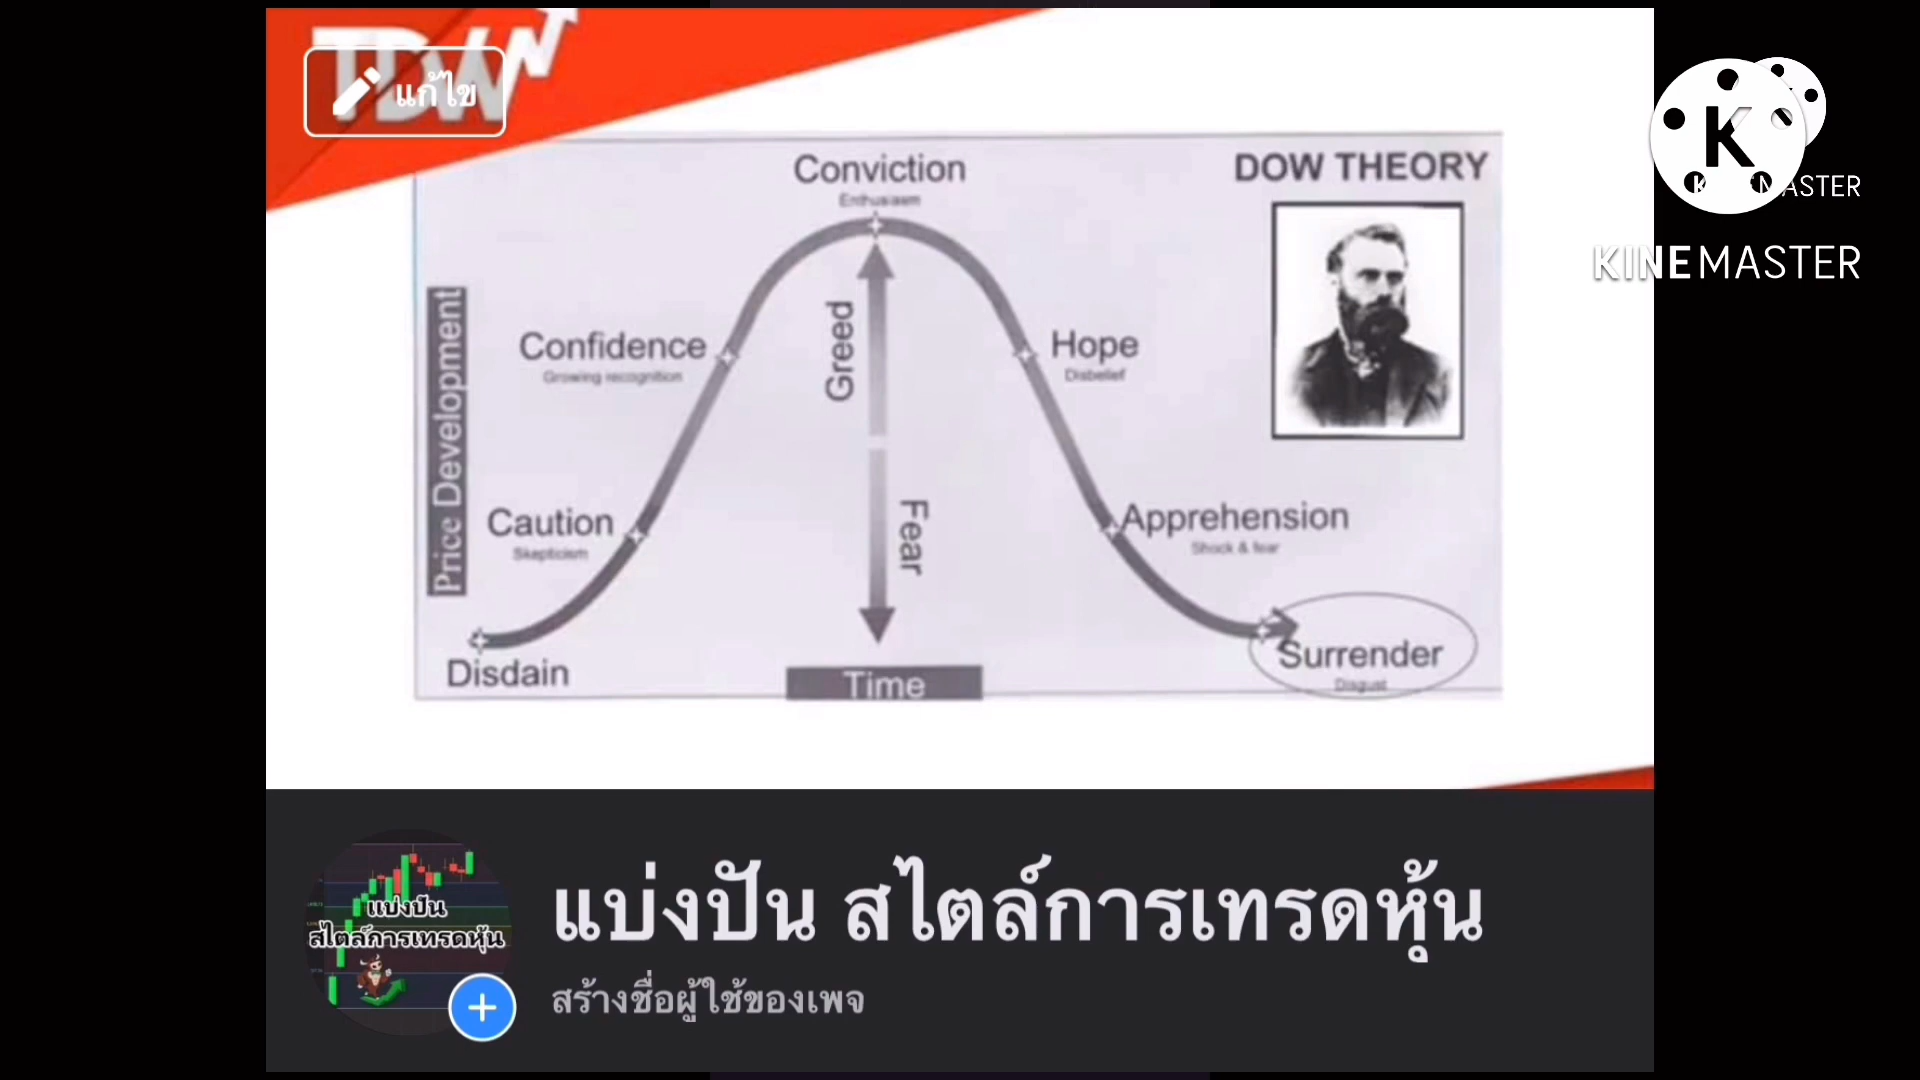 TDW
แก้ไข
K
KINEMASTER
KINEMASTER
DOW THEORY
Conviction
Enthusiasm
Confidence
Growing recognition
Greed
Hope
Disbelief
Price Development
Caution
Skepticism
Fear
Apprehension
Shock & fear
Disdain
Time
Surrender
Disgust
แบ่งปัน
สไตล์การเทรดหุ้น
แบ่งปัน สไตล์การเทรดหุ้น
สร้างชื่อผู้ใช้ของเพจ